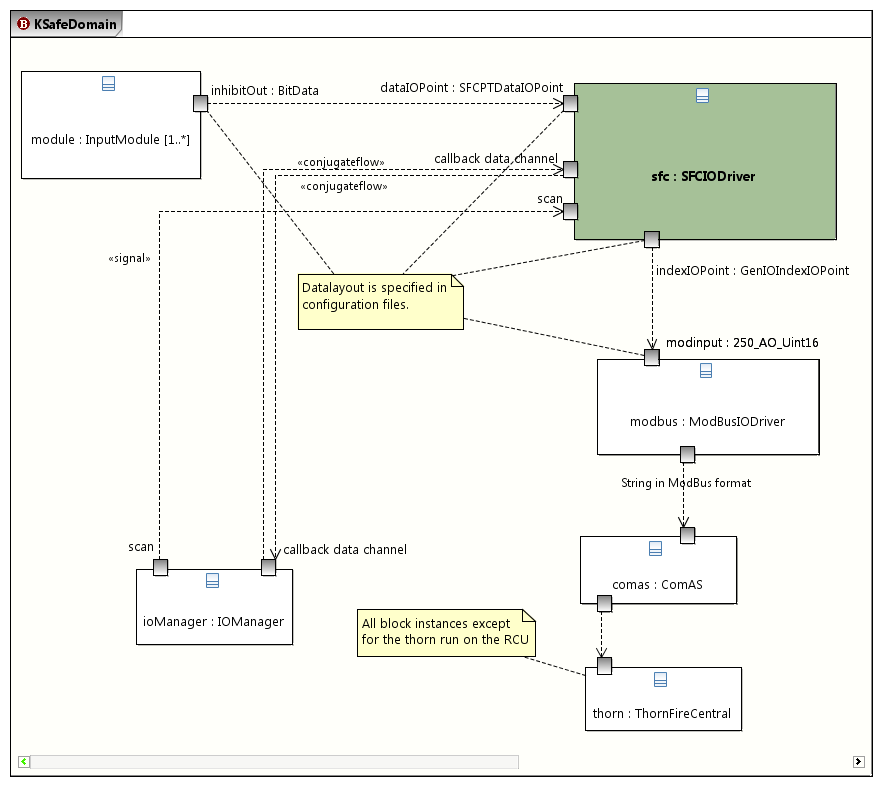 B KSafeDomain
inhibitOut : BitData
dataIOPoint : SFCPTDataIOPoint
module : InputModule [1..*]
«conjugateflow»
callback data channel
«conjugateflow»
sfc : SFCIODriver
scan
«signal»
indexIOPoint : GenIOIndexIOPoint
Datalayout is specified in
configuration files.
modinput : 250_AO_Uint16
modbus : ModBusIODriver
String in ModBus format
scan
callback data channel
comas : ComAS
ioManager : IOManager
All block instances except
for the thorn run on the RCU
thorn : ThornFireCentral